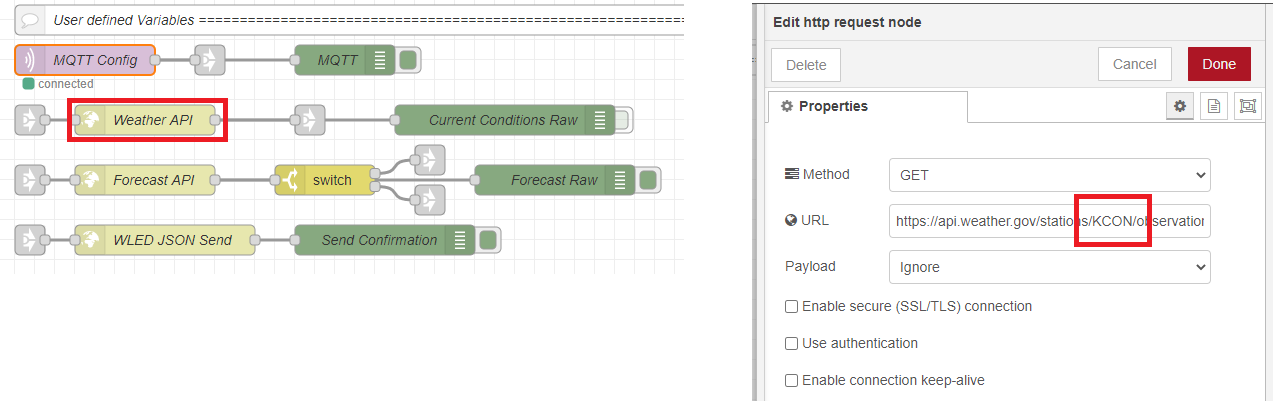 User defined Variables ================================================
MQTT Config
MQTT
connected
Weather API
Current Conditions Raw
Forecast API
switch
Forecast Raw
WLED JSON Send
Send Confirmation
Edit http request node
Delete
Cancel
Done
Properties
Method
GET
URL
https://api.weather.gov/stations/KCON/observation
Payload
Ignore
Enable secure (SSL/TLS) connection
Use authentication
Enable connection keep-alive